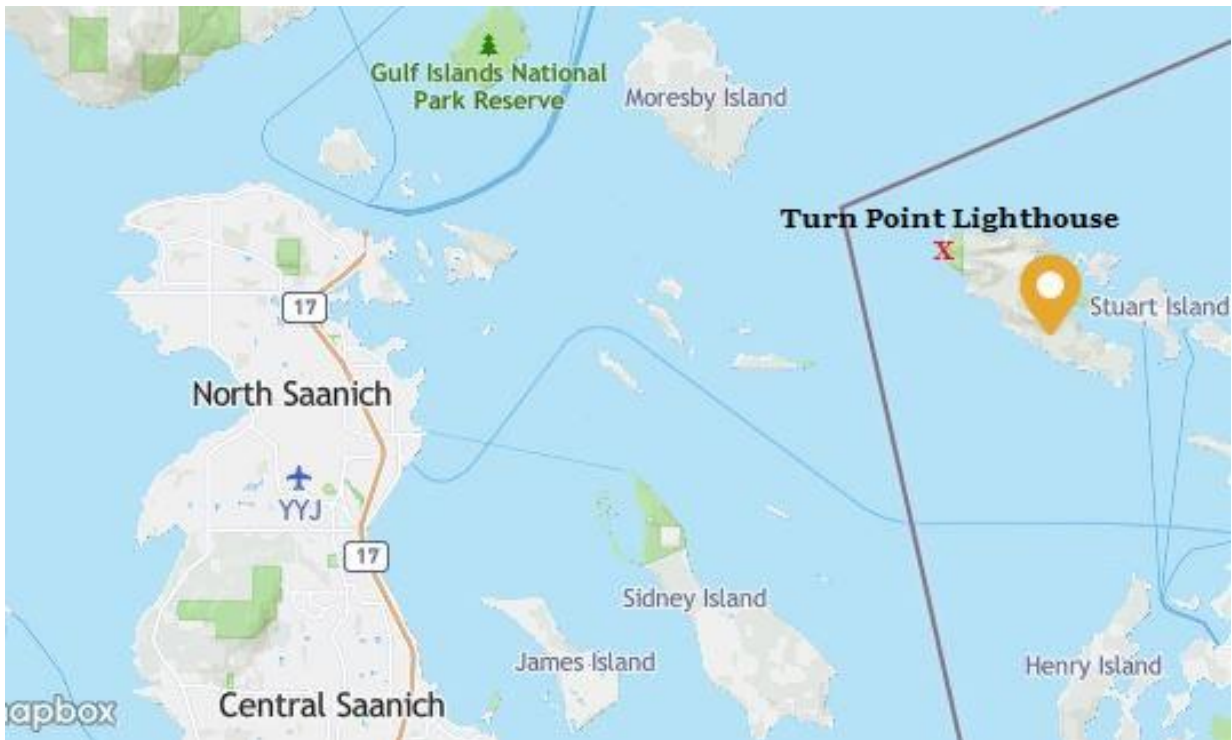 Gulf Islands National
Park Reserve
Moresby Island
Turn Point Lighthouse
X
17
Stuart Island
North Saanich
YYJ
17
Sidney Island
James Island
Henry Island
Central Saanich
apbox